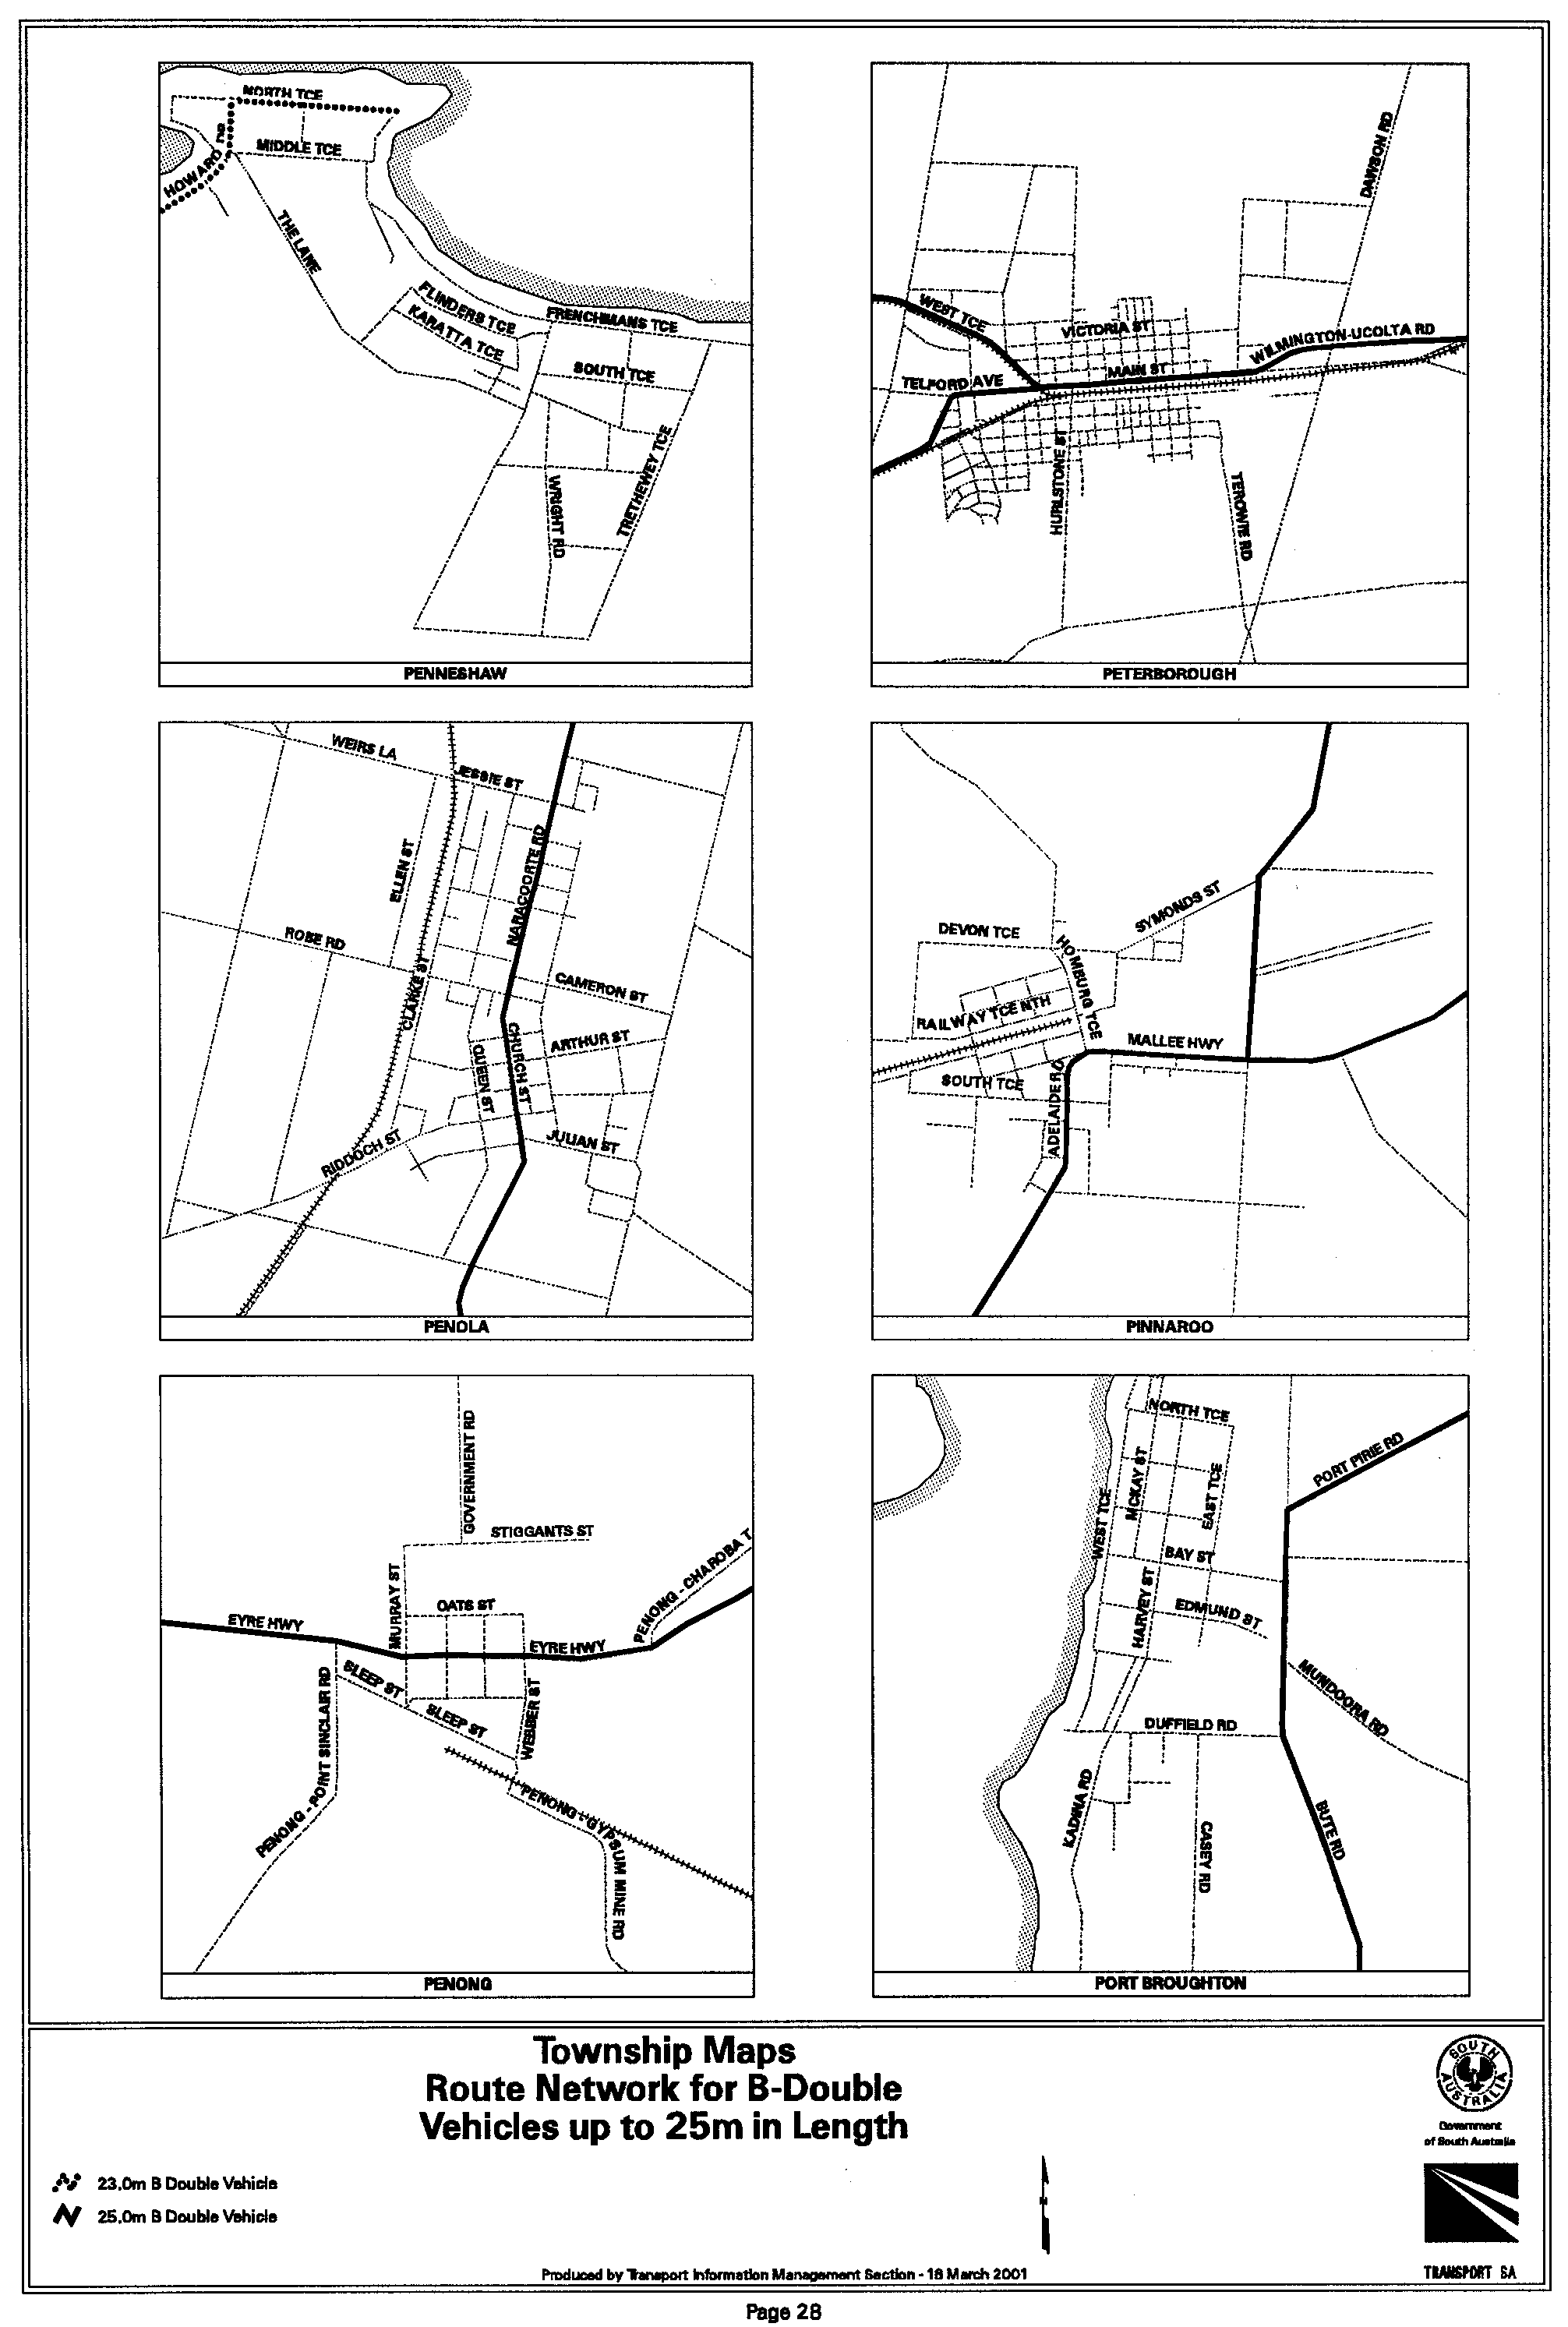 NORTH TCE
HOWARD DR
MIDDLE TCE
THE LANE
FLINDERS TCE
KARATTA TCE
FRENCHMANS TCE
SOUTH TCE
WRIGHT RD
TRETHEWEY TCE
PENNESHAW
DAWSON RD
WEST TCE
VICTORIA ST
WILMINGTON-UCOLTA RD
MAIN ST
TELFORD AVE
HURLSTONE ST
TEROWIE RD
PETERBOROUGH
WEIRS LA
JESSIE ST
ELLEN ST
NARACOORTE RD
ROBE RD
CLARKE ST
CAMERON ST
CHURCH ST
ARTHUR ST
QUEEN ST
RIDDOCH ST
JULIAN ST
PENOLA
SYMONDS ST
DEVON TCE
HOMBURG TCE
RAILWAY TCE NTH
MALLEE HWY
SOUTH TCE
ADELAIDE RD
PINNAROO
GOVERNMENT RD
STIGGANTS ST
MURRAY ST
OATS ST
PENONG - CHAROBA T
EYRE HWY
EYRE HWY
SLEEP ST
SLEEP ST
WEBBER ST
PENONG - POINT SINCLAIR RD
PENONG - GYPSUM MINE RD
PENONG
NORTH TCE
PORT PIRIE RD
MCKAY ST
EAST TCE
WEST TCE
BAY ST
HARVEY ST
EDMUND ST
MUNDOORA RD
DUFFIELD RD
KADINA RD
CASEY RD
BUTE RD
PORT BROUGHTON
Township Maps
Route Network for B-Double
Vehicles up to 25m in Length
23.0m B Double Vehicle
25.0m B Double Vehicle
N
SOUTH AUSTRALIA
Government
of South Australia
TRANSPORT SA
Produced by Transport Information Management Section - 16 March 2001
Page 28